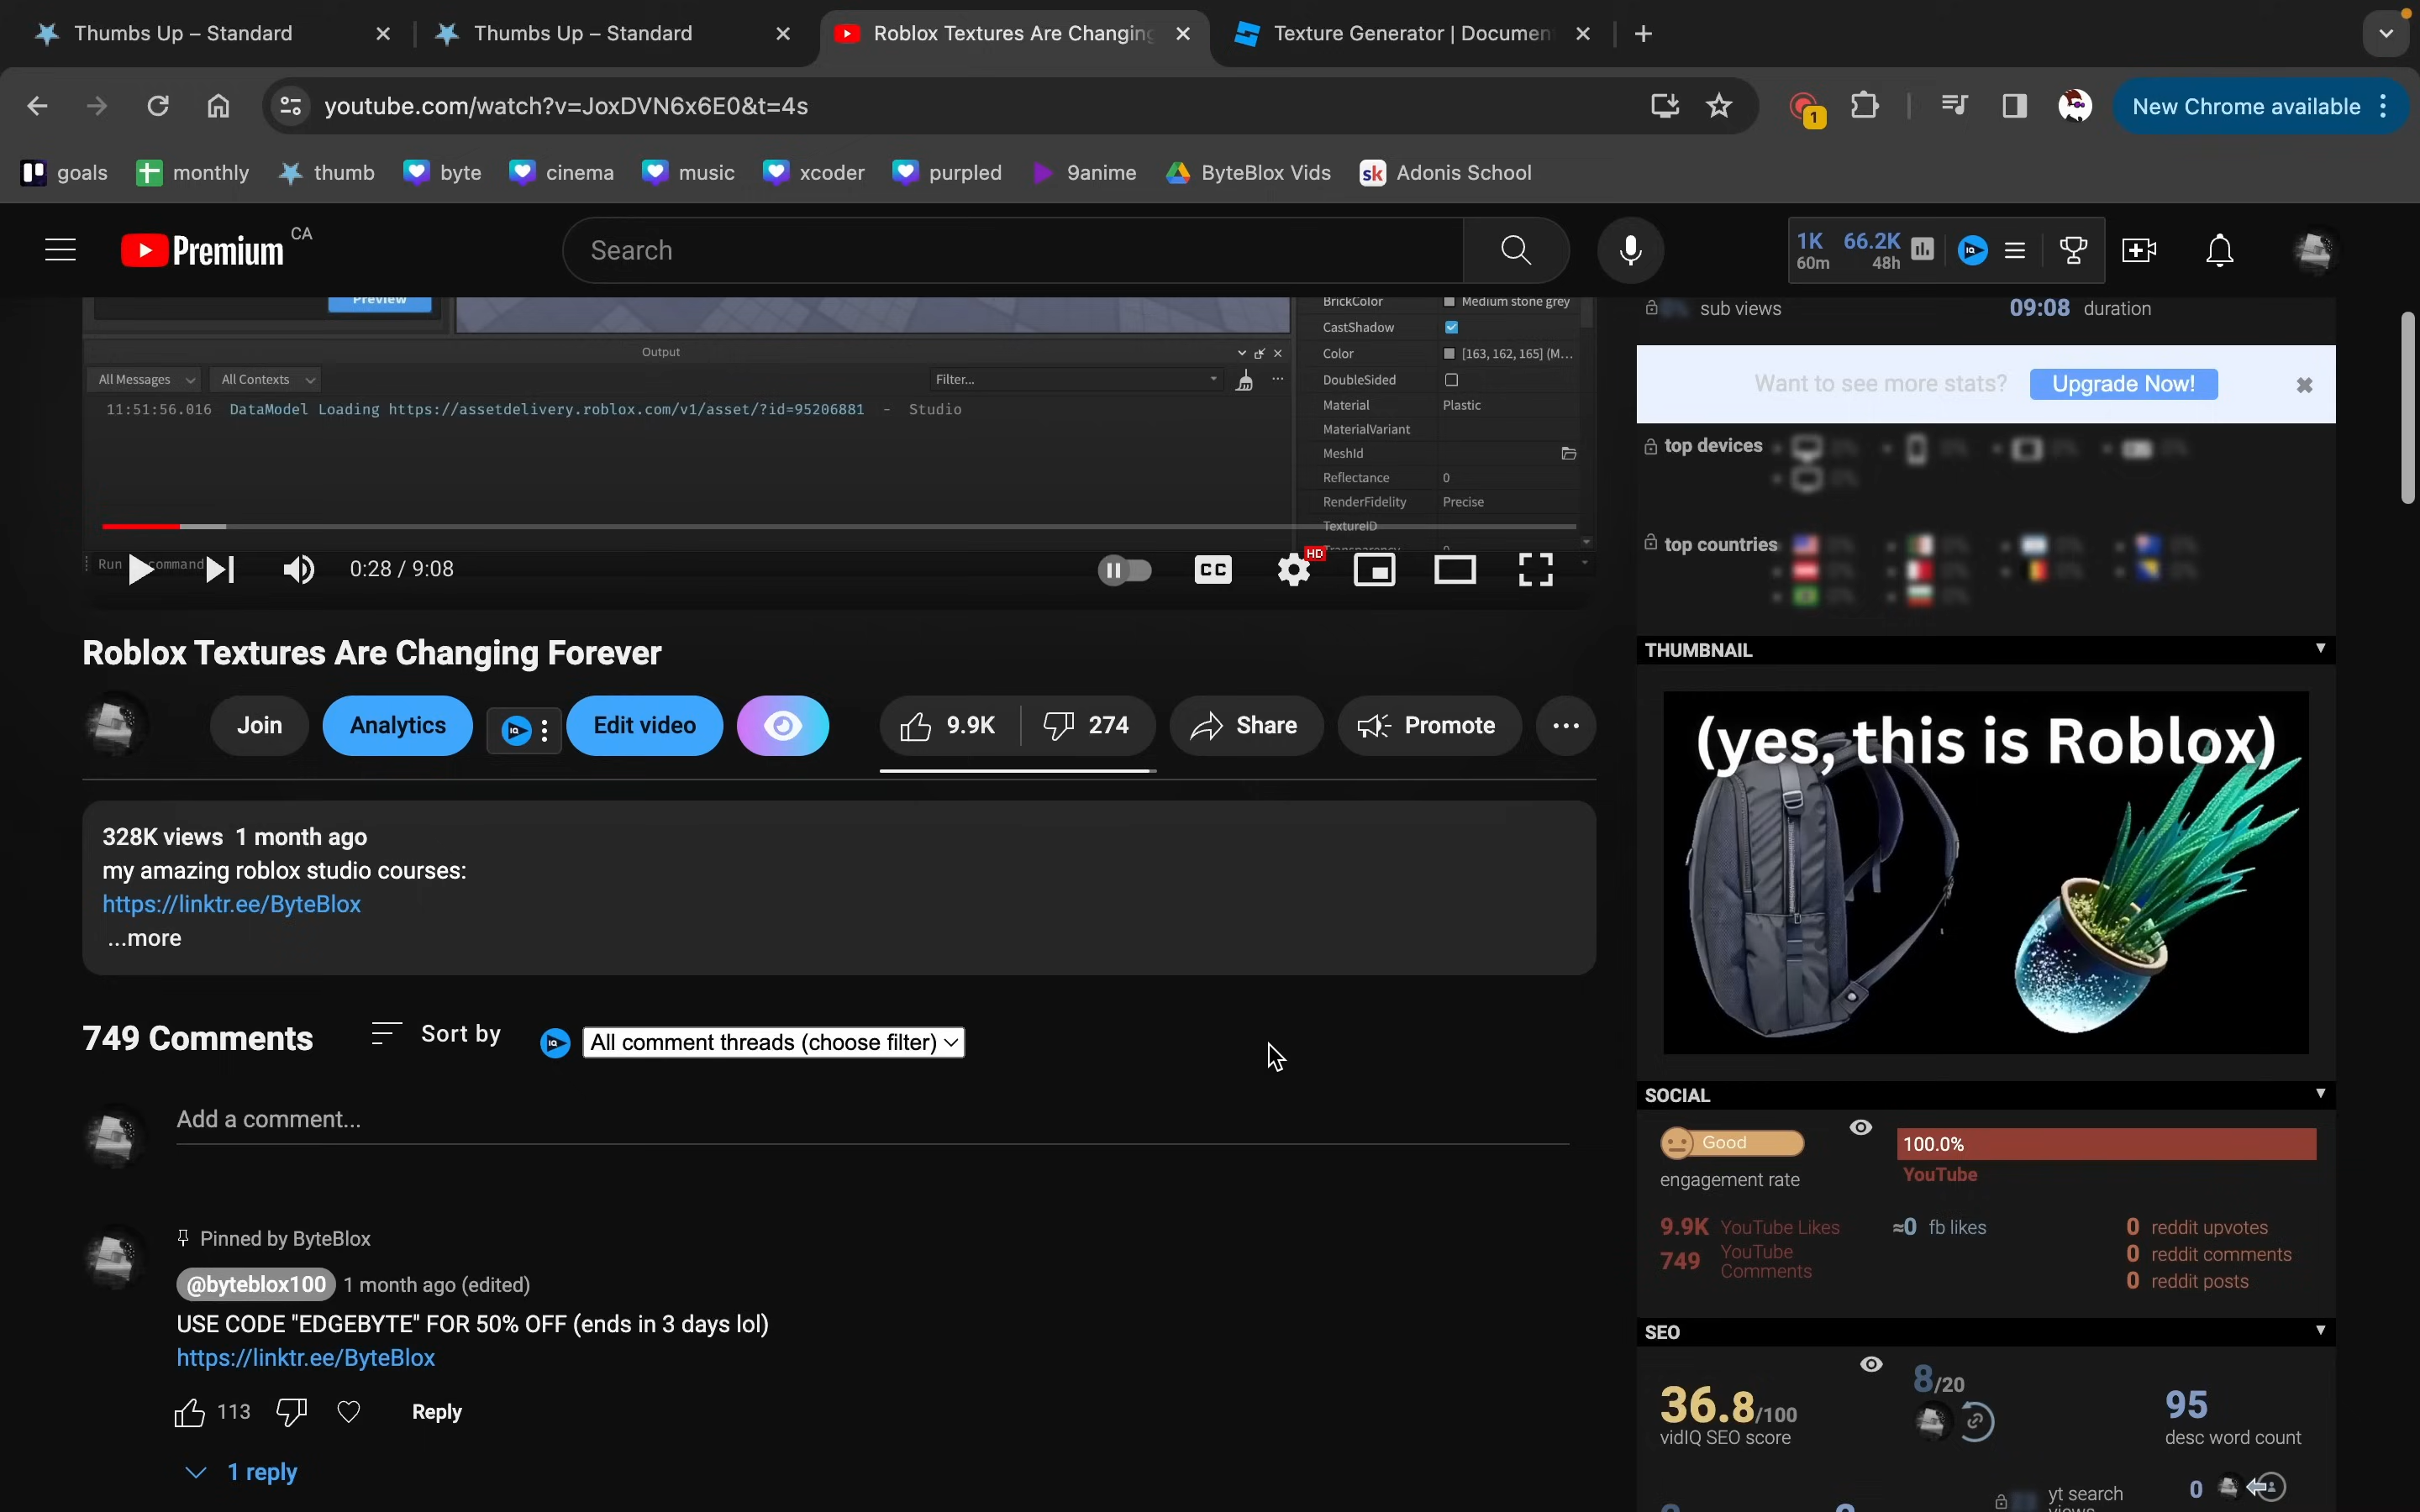 Thumbs Up – Standard
Thumbs Up – Standard
Roblox Textures Are Changing
Texture Generator | Documen
youtube.com/watch?v=JoxDVN6x6E0&t=4s
1
New Chrome available
goals
monthly
thumb
byte
cinema
music
xcoder
purpled
9anime
ByteBlox Vids
sk
Adonis School
Premium
CA
Search
1K
60m
66.2K
48h
IQ
Preview
BrickColor
Medium stone grey
CastShadow
Color
[163, 162, 165] (M...
DoubleSided
Material
Plastic
MaterialVariant
MeshId
Reflectance
0
RenderFidelity
Precise
TextureID
Output
All Messages
All Contexts
Filter...
11:51:56.016 DataModel Loading https://assetdelivery.roblox.com/v1/asset/?id=95206881 - Studio
Run
command
0:28 / 9:08
CC
HD
Roblox Textures Are Changing Forever
Join
Analytics
IQ
Edit video
9.9K
274
Share
Promote
328K views 1 month ago
my amazing roblox studio courses:
https://linktr.ee/ByteBlox
...more
749 Comments
Sort by
IQ
All comment threads (choose filter)
Add a comment...
Pinned by ByteBlox
@byteblox100
1 month ago (edited)
USE CODE "EDGEBYTE" FOR 50% OFF (ends in 3 days lol)
https://linktr.ee/ByteBlox
113
Reply
1 reply
sub views
09:08 duration
Want to see more stats?
Upgrade Now!
top devices
top countries
THUMBNAIL
(yes, this is Roblox)
SOCIAL
Good
engagement rate
100.0%
YouTube
9.9K YouTube Likes
749 YouTube
Comments
≈0 fb likes
0 reddit upvotes
0 reddit comments
0 reddit posts
SEO
36.8/100
vidIQ SEO score
8/20
95
desc word count
yt search
views
0